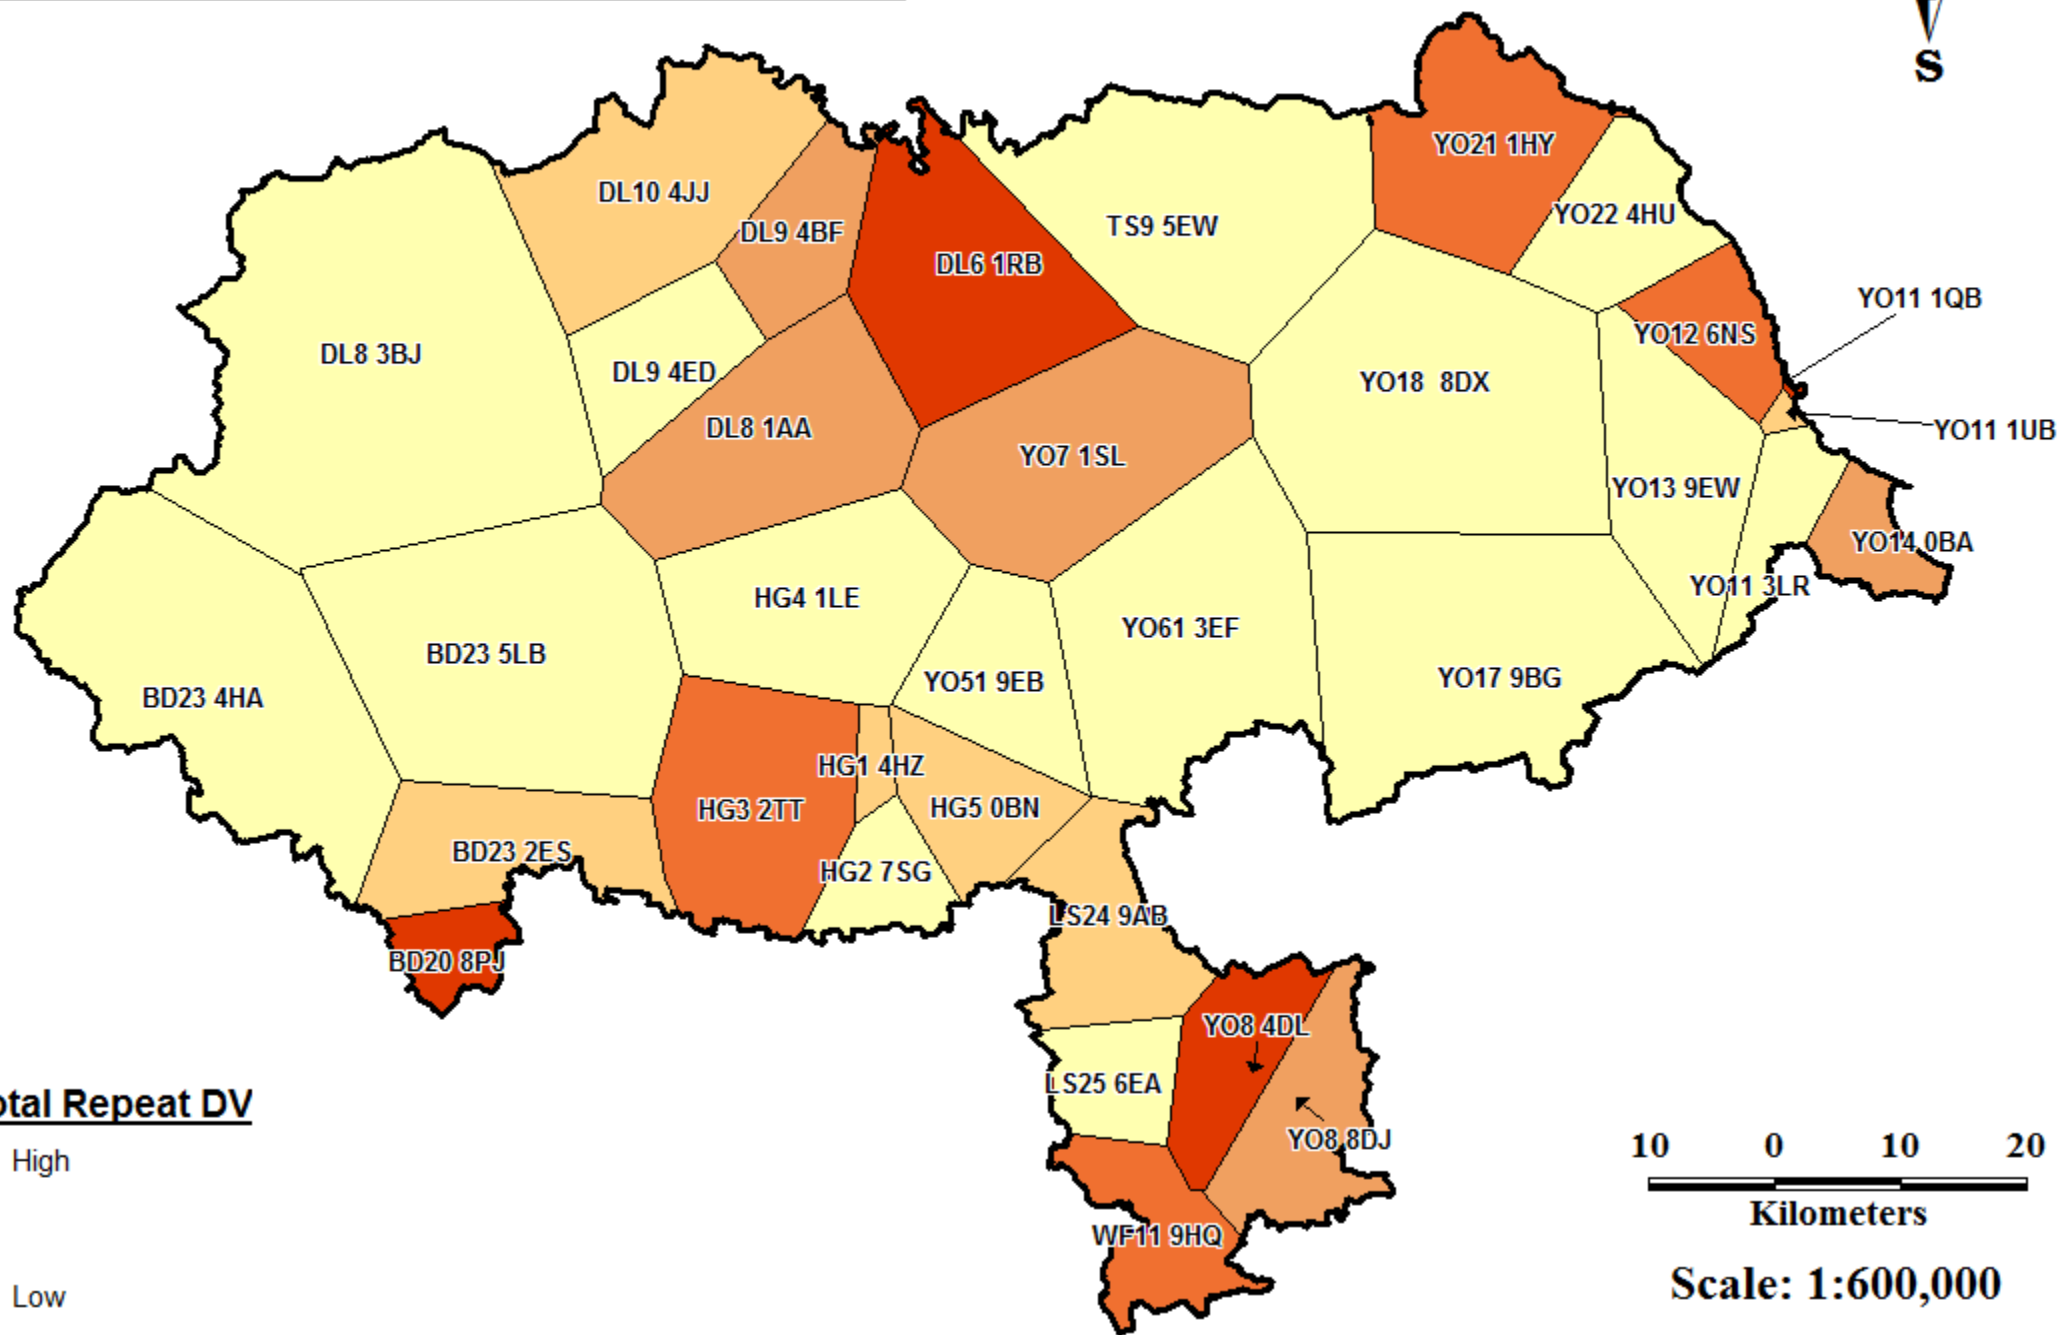 S
YO21 1HY
DL10 4JJ
YO22 4HU
TS9 5EW
DL9 4BF
DL6 1RB
YO11 1QB
YO12 6NS
DL8 3BJ
DL9 4ED
YO18 8DX
DL8 1AA
YO11 1UB
YO7 1SL
YO13 9EW
YO14 0BA
YO11 3LR
HG4 1LE
YO61 3EF
BD23 5LB
YO51 9EB
YO17 9BG
BD23 4HA
HG1 4HZ
HG3 2TT
HG5 0BN
BD23 2ES
HG2 7SG
LS24 9AB
BD20 8PJ
YO8 4DL
LS25 6EA
YO8 8DJ
WF11 9HQ
otal Repeat DV
High
Low
10 0 10 20
Kilometers
Scale: 1:600,000